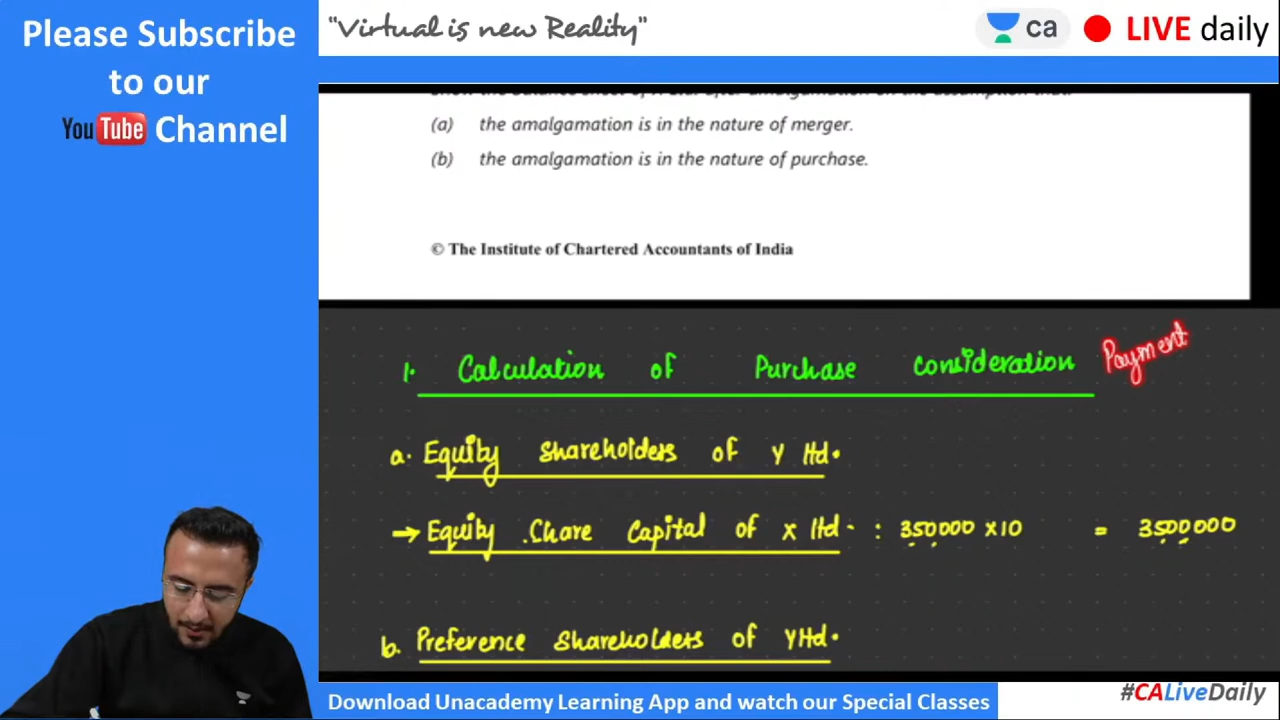 Please Subscribe
to our
YouTube Channel
"Virtual is new Reality"
ca
LIVE daily
(a) the amalgamation is in the nature of merger.
(b) the amalgamation is in the nature of purchase.
© The Institute of Chartered Accountants of India
1. Calculation of Purchase consideration Payment
a. Equity Shareholders of Y ltd.
→ Equity Share Capital of X ltd. : 350000 x 10 = 3500000
b. Preference Shareholders of Y ltd.
Download Unacademy Learning App and watch our Special Classes
#CALiveDaily